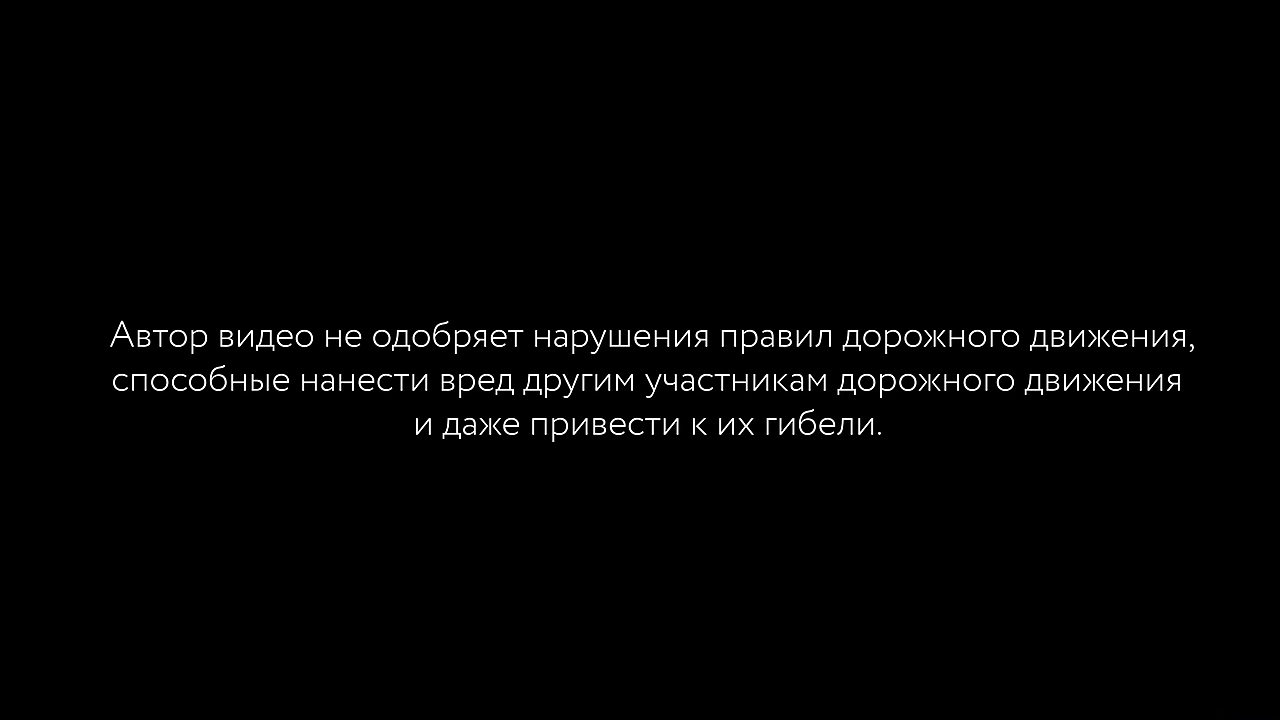 Автор видео не одобряет нарушения правил дорожного движения,
способные нанести вред другим участникам дорожного движения
и даже привести к их гибели.